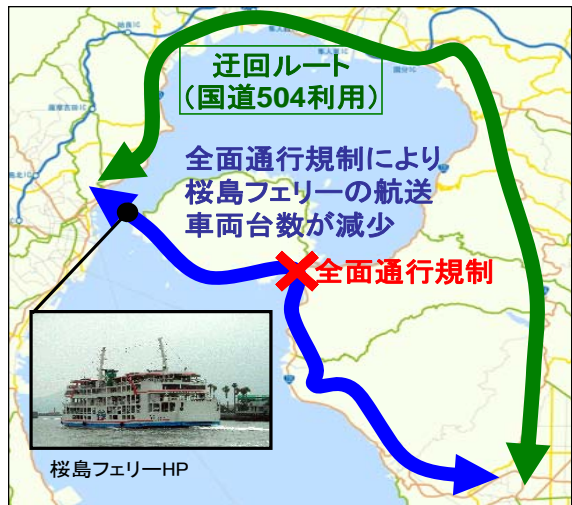 迂回ルート
（国道504利用）
全面通行規制により
桜島フェリーの航送
車両台数が減少
全面通行規制
桜島フェリーHP